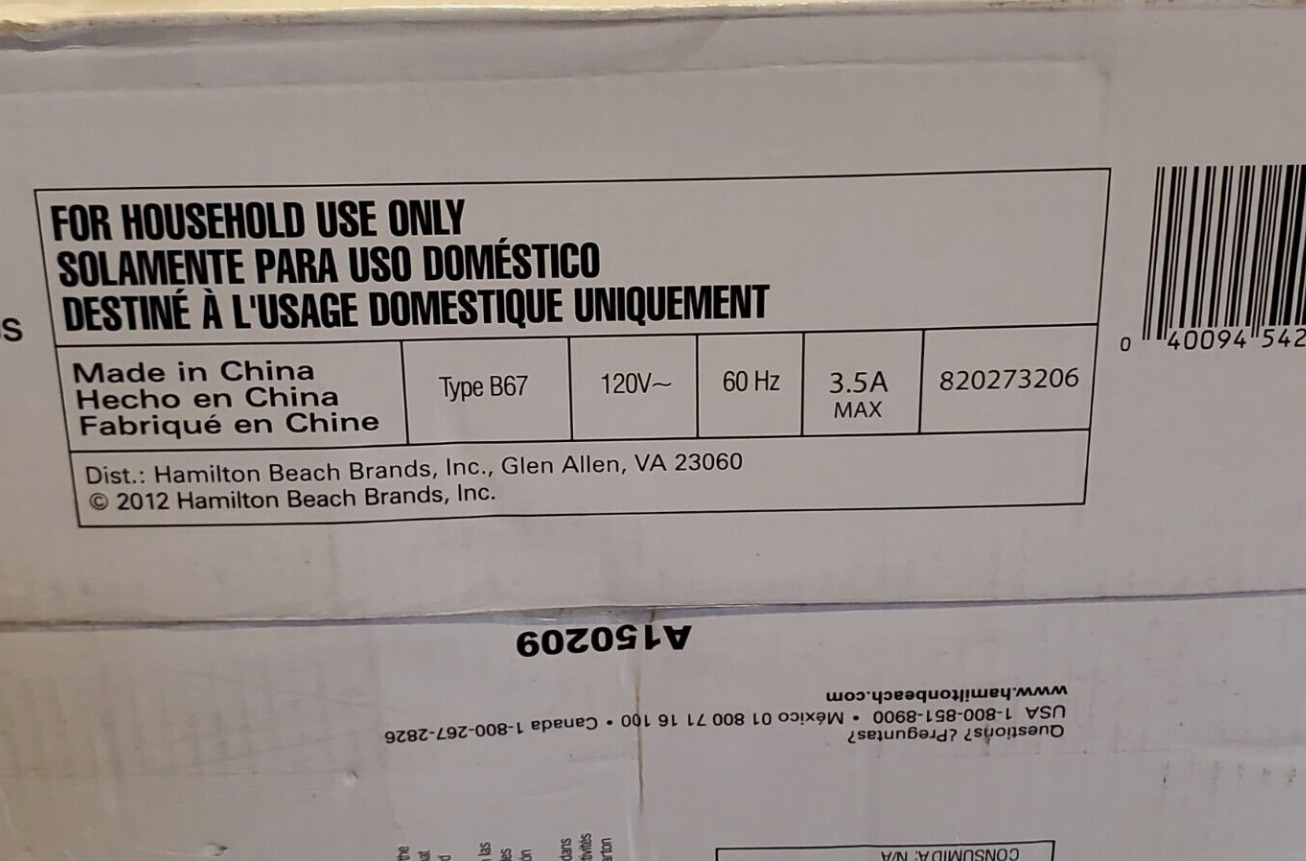 FOR HOUSEHOLD USE ONLY
SOLAMENTE PARA USO DOMÉSTICO
DESTINÉ À L'USAGE DOMESTIQUE UNIQUEMENT
Made in China
Hecho en China
Fabriqué en Chine
Type B67
120V~
60 Hz
3.5A
MAX
820273206
Dist.: Hamilton Beach Brands, Inc., Glen Allen, VA 23060
© 2012 Hamilton Beach Brands, Inc.
0 40094 542
A150209
Questions? ¿Preguntas?
USA 1-800-851-8900 • México 01 800 71 16 100 • Canada 1-800-267-2826
www.hamiltonbeach.com
CONSUMIDA: N/A
the
las
dans